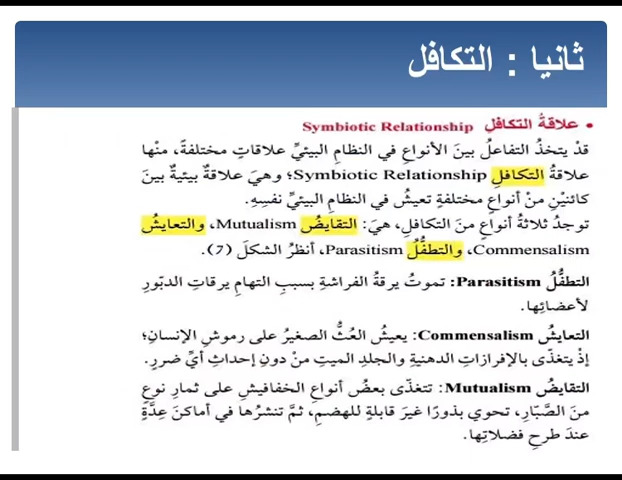 ثانيا : التكافل
• علاقةُ التكافلِ Symbiotic Relationship
قدْ يتخذُ التفاعلُ بينَ الأنواعِ في النظامِ البيئيِّ علاقاتٍ مختلفةً، منْها
علاقةُ التكافلِ Symbiotic Relationship؛ وهيَ علاقةٌ بيئيةٌ بينَ
كائنيْنِ منْ أنواعٍ مختلفةٍ تعيشُ في النظامِ البيئيِّ نفسِهِ.
توجدُ ثلاثةُ أنواعٍ منَ التكافلِ، هيَ: التقايضُ Mutualism، والتعايشُ
Commensalism، والتطفُّلُ Parasitism، أنظرُ الشكلَ (7).
التطفُّلُ Parasitism: تموتُ يرقةُ الفراشةِ بسببِ التهامِ يرقاتِ الدبّورِ
لأعضائِها.
التعايشُ Commensalism: يعيشُ العُثُّ الصغيرُ على رموشِ الإنسانِ؛
إذْ يتغذّى بالإفرازاتِ الدهنيةِ والجلدِ الميتِ منْ دونِ إحداثِ أيِّ ضررٍ.
التقايضُ Mutualism: تتغذّى بعضُ أنواعِ الخفافيشِ على ثمارِ نوعٍ
منَ الصَّبّارِ، تحوي بذورًا غيرَ قابلةٍ للهضمِ، ثمَّ تنشرُها في أماكنَ عِدَّةٍ
عندَ طرحِ فضلاتِها.